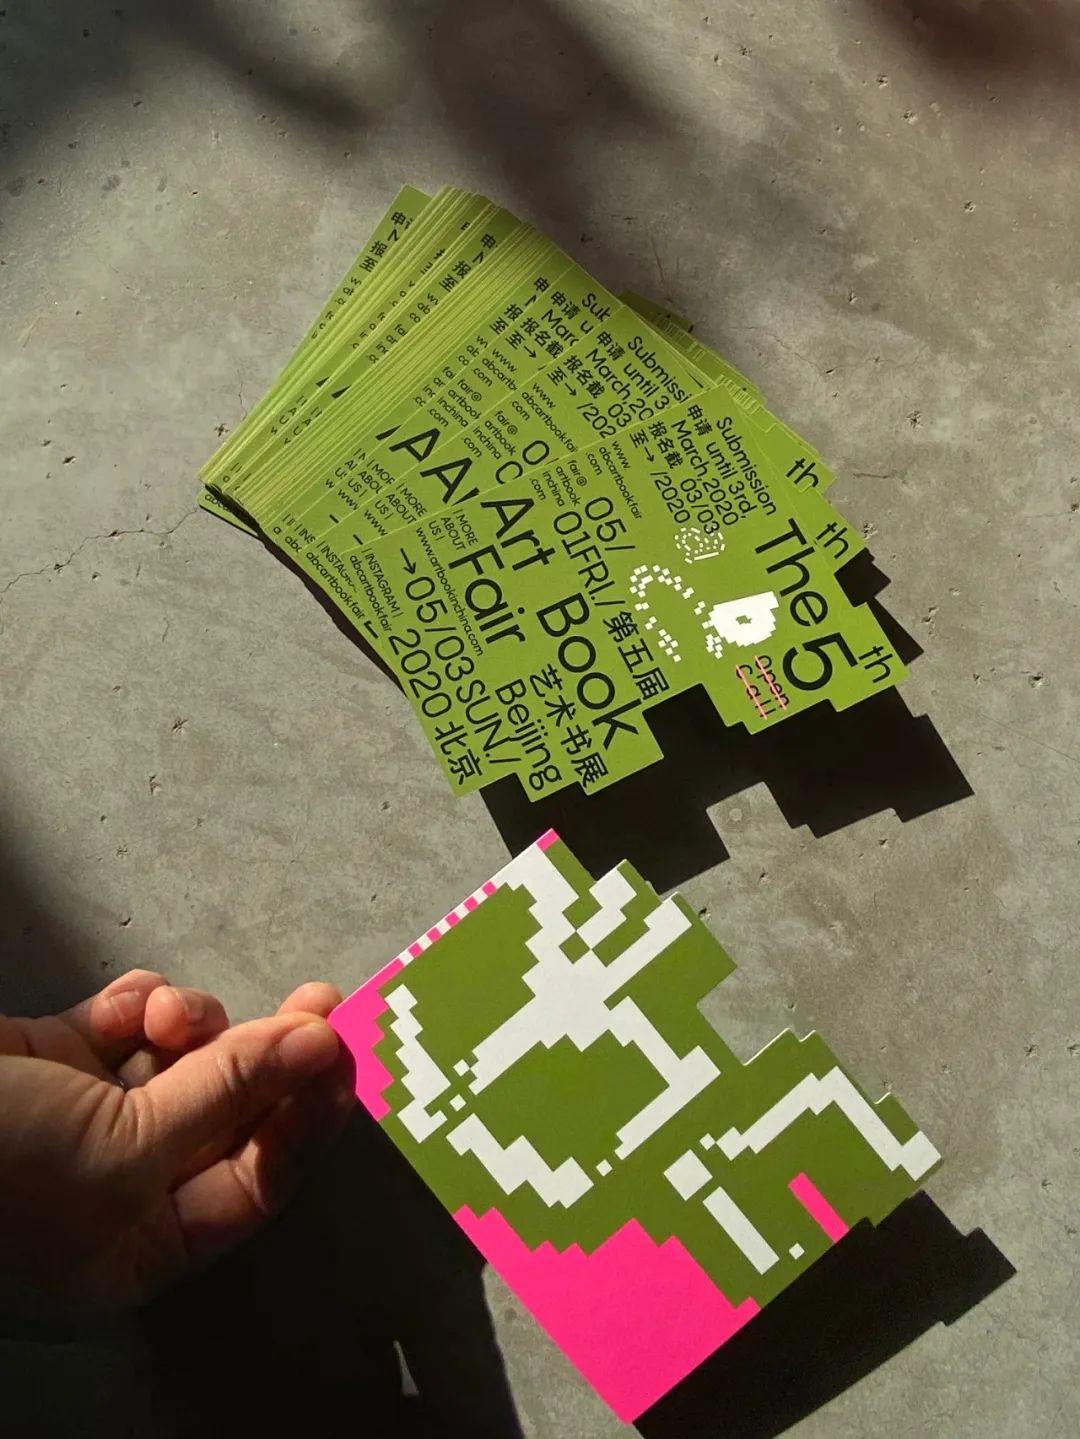 Submission
申请 until 3rd,
March,2020
报名截 03/03
至→ /2020
www.
abcartbookfair
.com
fair@
artbook
inchina
.com
The 5th
Open
Call
05/
01FRI./第五届
Art Book
Fair 艺术书展
Beijing
| MORE
ABOUT
US |
www.artbookinchina.com
→05/03SUN./
2020 北京
| INSTAGRAM |
abcartbookfair